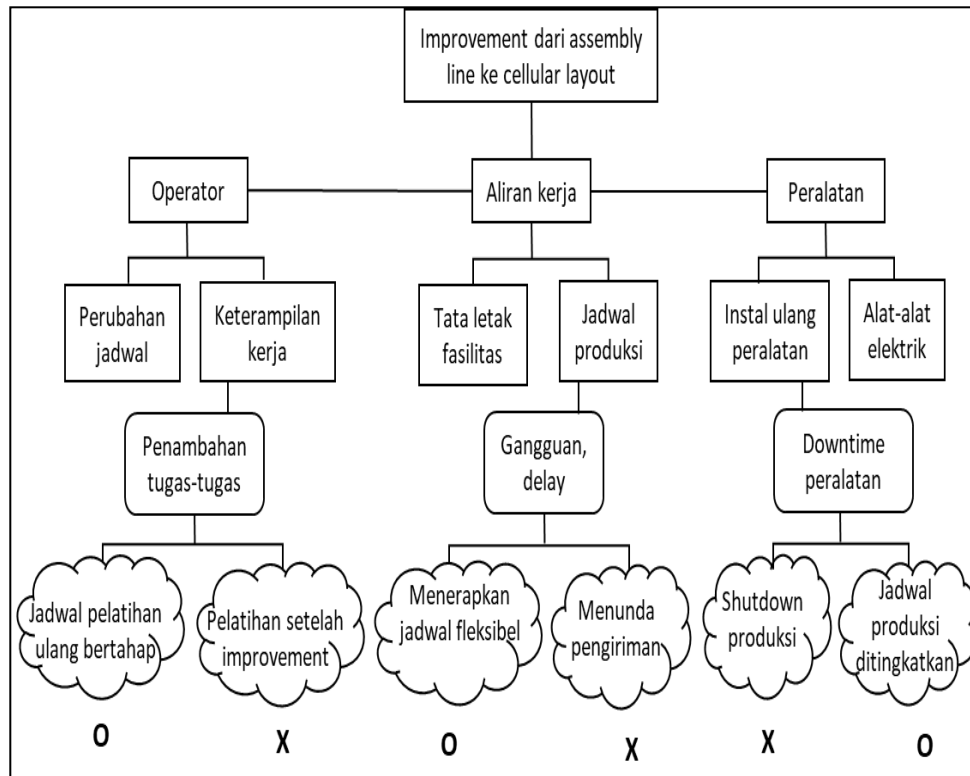 Improvement dari assembly
line ke cellular layout
Operator
Aliran kerja
Peralatan
Perubahan
jadwal
Keterampilan
kerja
Tata letak
fasilitas
Jadwal
produksi
Instal ulang
peralatan
Alat-alat
elektrik
Penambahan
tugas-tugas
Gangguan,
delay
Downtime
peralatan
Jadwal pelatihan
ulang bertahap
Pelatihan setelah
improvement
Menerapkan
jadwal fleksibel
Menunda
pengiriman
Shutdown
produksi
Jadwal
produksi
ditingkatkan
O X O X X O